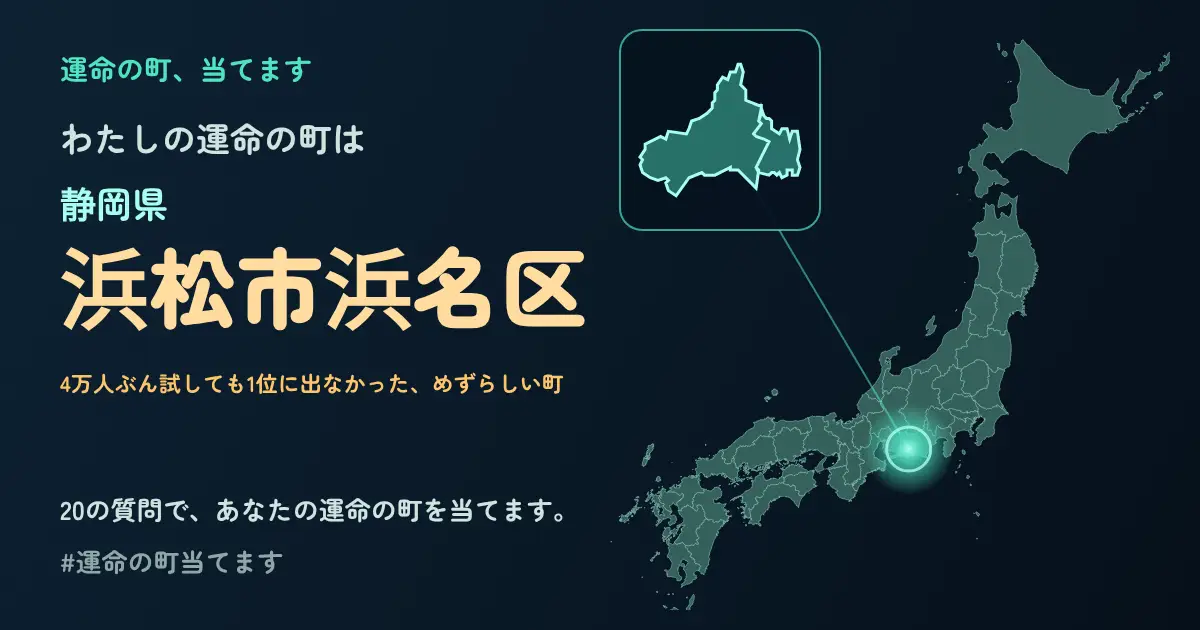 運命の町、当てます
わたしの運命の町は
静岡県
浜松市浜名区
4万人ぶん試しても1位に出なかった、めずらしい町
20の質問で、あなたの運命の町を当てます。
#運命の町当てます